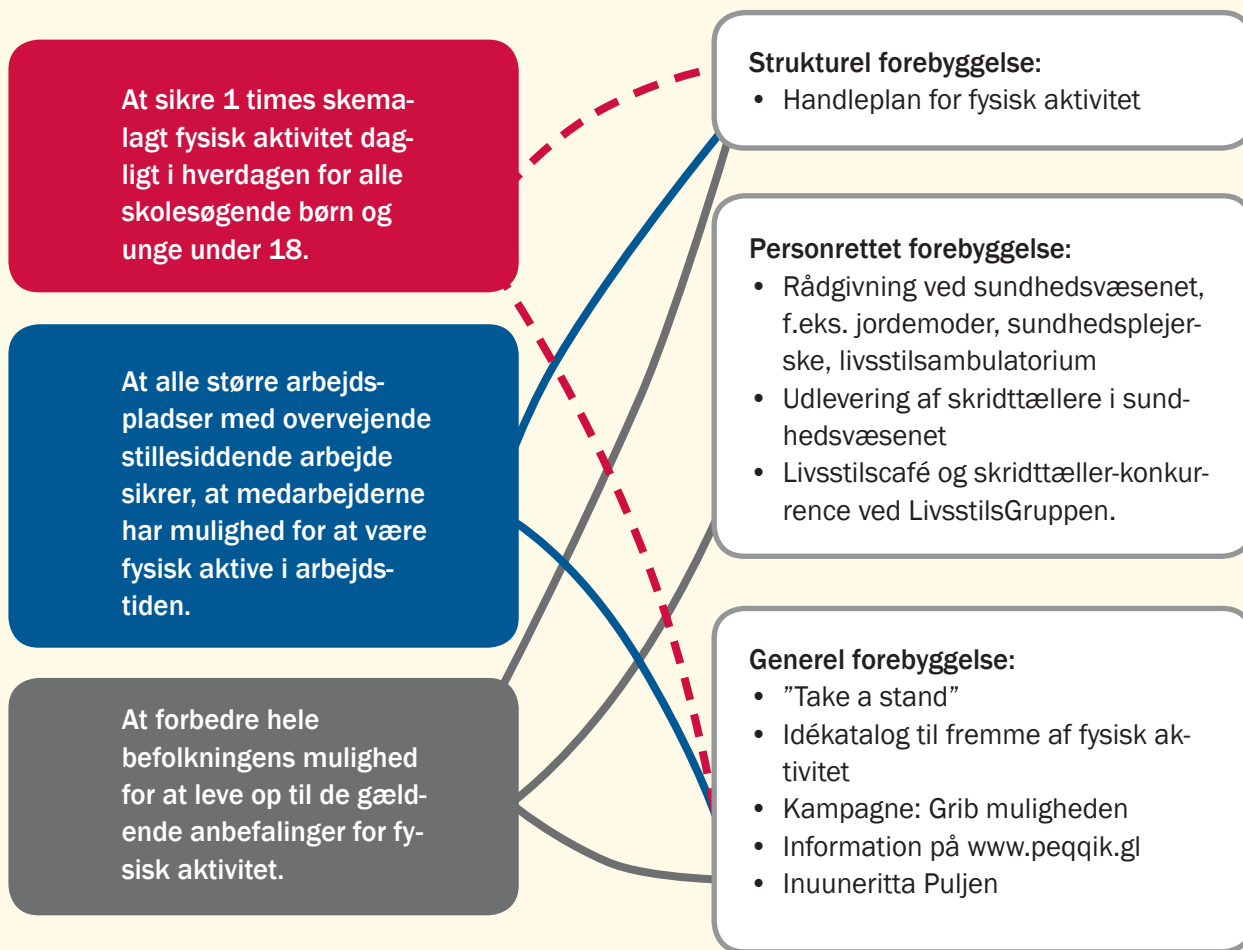 At sikre 1 times skema-
lagt fysisk aktivitet dag-
ligt i hverdagen for alle
skolesøgende børn og
unge under 18.
At alle større arbejds-
pladser med overvejende
stillesiddende arbejde
sikrer, at medarbejderne
har mulighed for at være
fysisk aktive i arbejds-
tiden.
At forbedre hele
befolkningens mulighed
for at leve op til de gæld-
ende anbefalinger for fy-
sisk aktivitet.
Strukturel forebyggelse:
• Handleplan for fysisk aktivitet
Personrettet forebyggelse:
• Rådgivning ved sundhedsvæsenet,
f.eks. jordemoder, sundhedsplejer-
ske, livsstilsambulatorium
• Udlevering af skridttællere i sund-
hedsvæsenet
• Livsstilscafé og skridttæller-konkur-
rence ved LivsstilsGruppen.
Generel forebyggelse:
• ”Take a stand”
• Idékatalog til fremme af fysisk ak-
tivitet
• Kampagne: Grib muligheden
• Information på www.peqqik.gl
• Inuuneritta Puljen